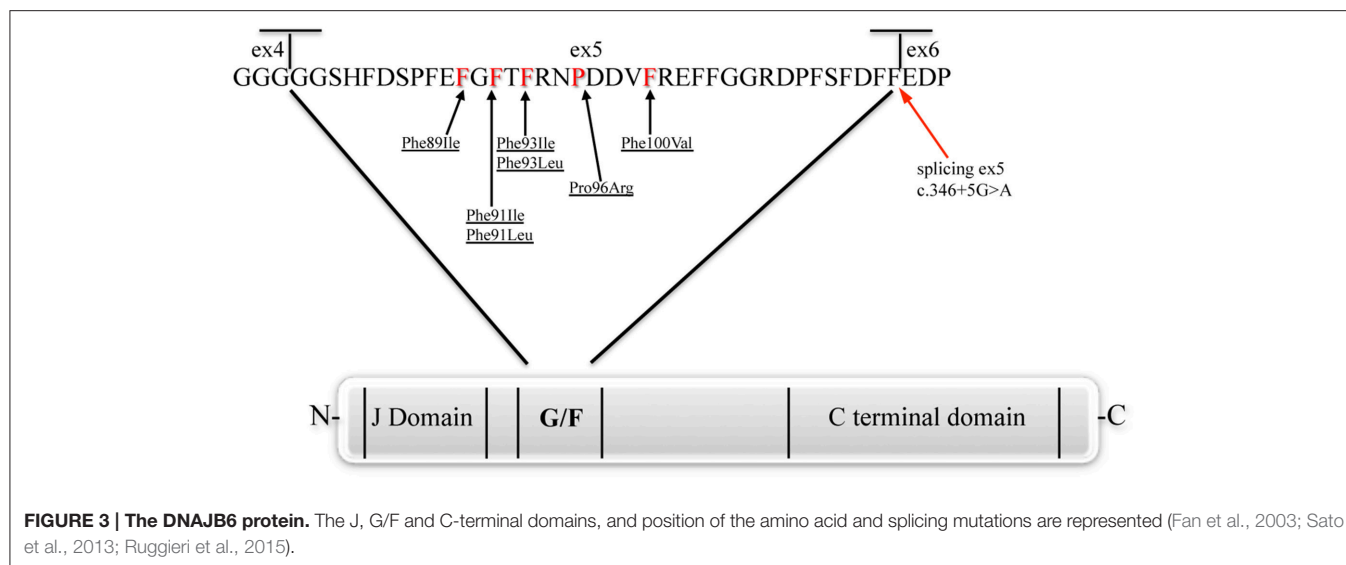 ex4 ex5 ex6
GGGGGSHFDSPFEFGFTFRNPDDVFREFFGGRDPFSFDFFEDP
Phe89Ile
Phe93Ile
Phe93Leu
Phe100Val
Pro96Arg
Phe91Ile
Phe91Leu
splicing ex5
c.346+5G>A
N- J Domain G/F C terminal domain -C
FIGURE 3 | The DNAJB6 protein. The J, G/F and C-terminal domains, and position of the amino acid and splicing mutations are represented (Fan et al., 2003; Sato
et al., 2013; Ruggieri et al., 2015).